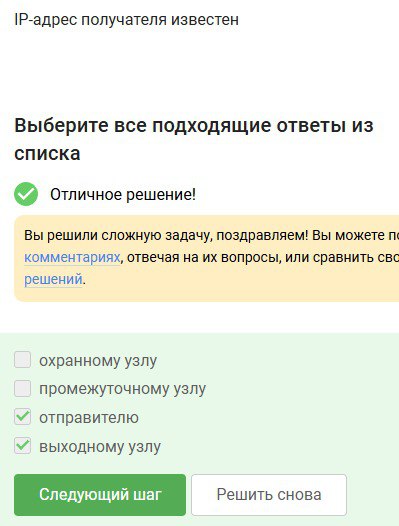 IP-адрес получателя известен
Выберите все подходящие ответы из
списка
Отличное решение!
Вы решили сложную задачу, поздравляем! Вы можете по
комментариях, отвечая на их вопросы, или сравнить сво
решений.
охранному узлу
промежуточному узлу
отправителю
выходному узлу
Следующий шаг
Решить снова